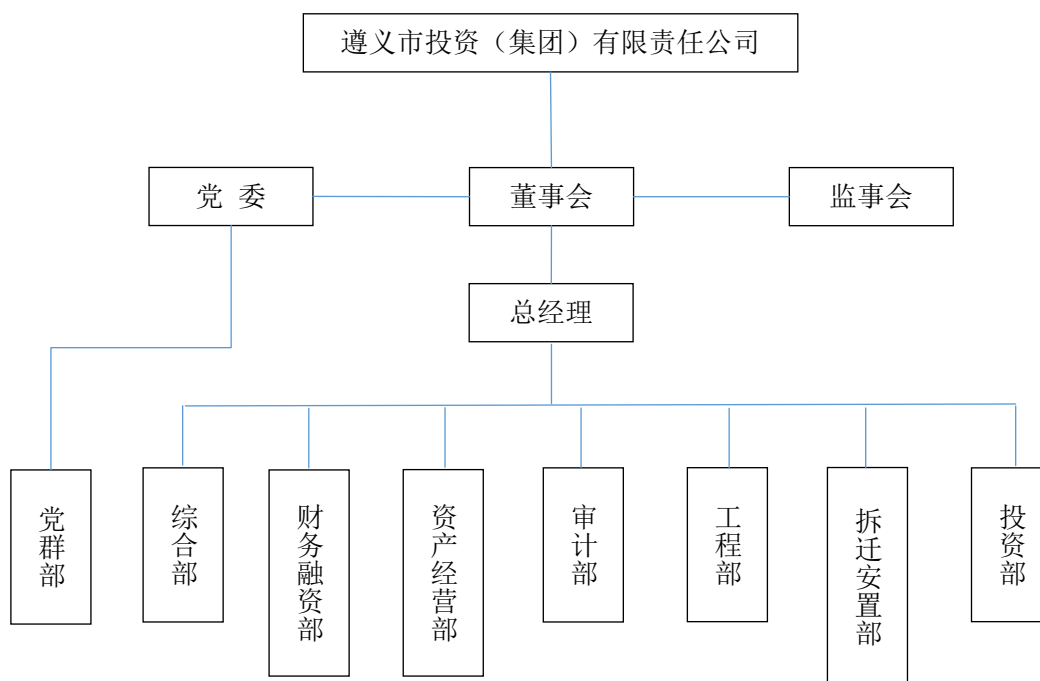 遵义市投资（集团）有限责任公司
党 委
董事会
监事会
总经理
党群部
综合部
财务融资部
资产经营部
审计部
工程部
拆迁安置部
投资部